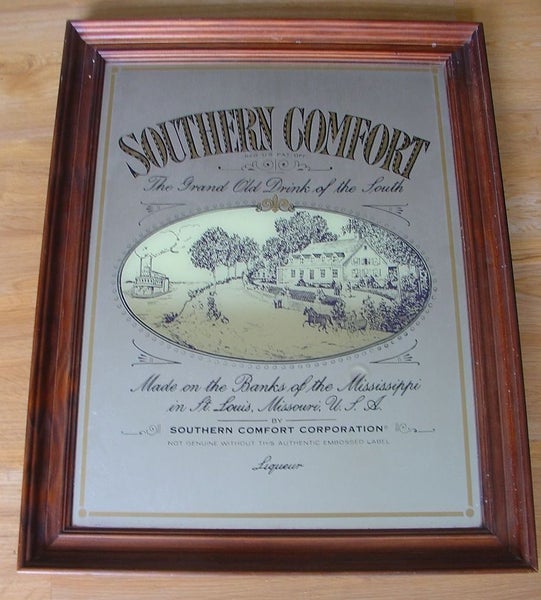 SOUTHERN COMFORT
REG. U.S. PAT. OFF.
The Grand Old Drink of the South
Made on the Banks of the Mississippi
in St. Louis, Missouri, U. S. A.
BY
SOUTHERN COMFORT CORPORATION®
NOT GENUINE WITHOUT THIS AUTHENTIC EMBOSSED LABEL
Liqueur